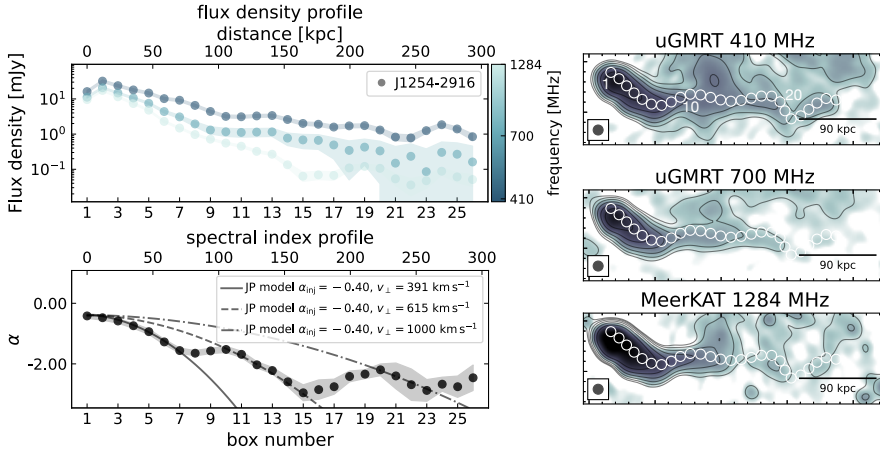 flux density profile
distance [kpc]
0 50 100 150 200 250 300
Flux density [mJy]
10¹
10⁰
10⁻¹
J1254-2916
1 3 5 7 9 11 13 15 17 19 21 23 25
1284
700
410
frequency [MHz]
spectral index profile
0 50 100 150 200 250 300
α
0.00
−2.00
JP model αinj = − 0.40, v⊥ = 391 km s⁻¹
JP model αinj = − 0.40, v⊥ = 615 km s⁻¹
JP model αinj = − 0.40, v⊥ = 1000 km s⁻¹
1 3 5 7 9 11 13 15 17 19 21 23 25
box number
uGMRT 410 MHz
1
10
20
90 kpc
uGMRT 700 MHz
90 kpc
MeerKAT 1284 MHz
90 kpc